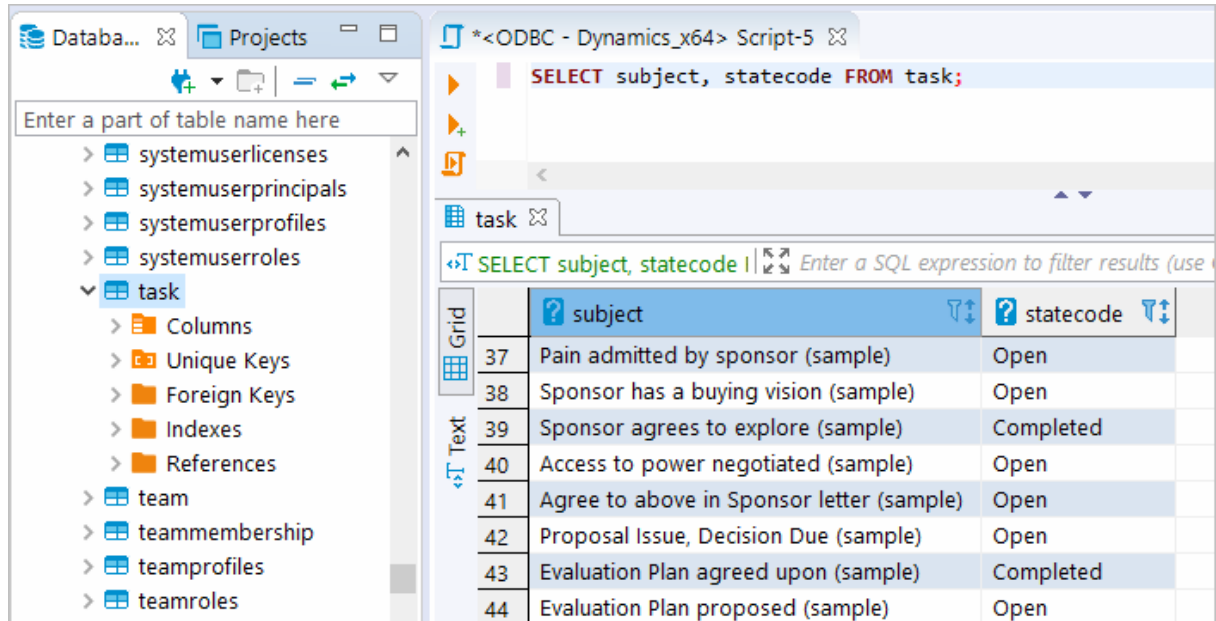 Databa...
Projects
Enter a part of table name here
systemuserlicenses
systemuserprincipals
systemuserprofiles
systemuserroles
task
Columns
Unique Keys
Foreign Keys
Indexes
References
team
teammembership
teamprofiles
teamroles
*<ODBC - Dynamics_x64> Script-5
SELECT subject, statecode FROM task;
task
SELECT subject, statecode
Enter a SQL expression to filter results (use
Grid
Text
subject statecode
37 Pain admitted by sponsor (sample) Open
38 Sponsor has a buying vision (sample) Open
39 Sponsor agrees to explore (sample) Completed
40 Access to power negotiated (sample) Open
41 Agree to above in Sponsor letter (sample) Open
42 Proposal Issue, Decision Due (sample) Open
43 Evaluation Plan agreed upon (sample) Completed
44 Evaluation Plan proposed (sample) Open